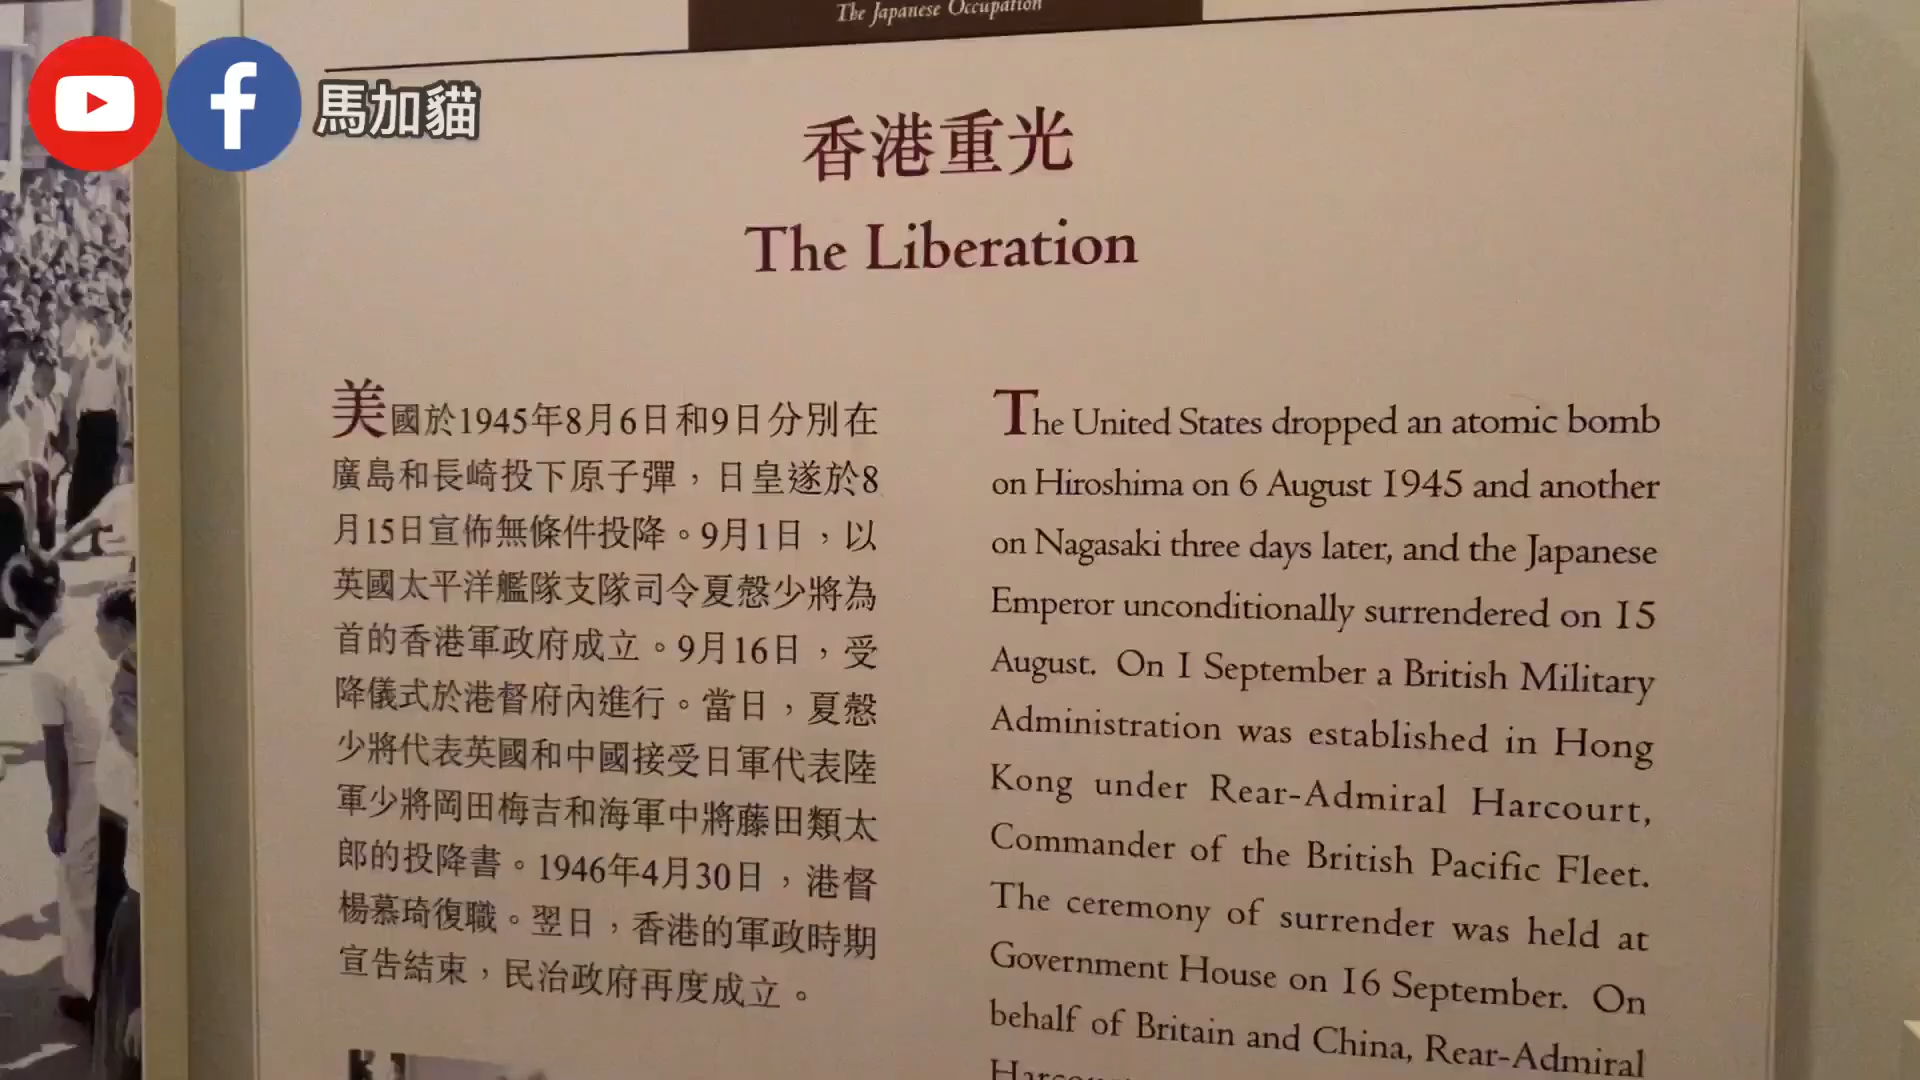 The Japanese Occupation
馬加貓
香港重光
The Liberation
美國於1945年8月6日和9日分別在
廣島和長崎投下原子彈，日皇遂於8
月15日宣佈無條件投降。9月1日，以
英國太平洋艦隊支隊司令夏慤少將為
首的香港軍政府成立。9月16日，受
降儀式於港督府內進行。當日，夏慤
少將代表英國和中國接受日軍代表陸
軍少將岡田梅吉和海軍中將藤田類太
郎的投降書。1946年4月30日，港督
楊慕琦復職。翌日，香港的軍政時期
宣告結束，民治政府再度成立。
The United States dropped an atomic bomb
on Hiroshima on 6 August 1945 and another
on Nagasaki three days later, and the Japanese
Emperor unconditionally surrendered on 15
August. On 1 September a British Military
Administration was established in Hong
Kong under Rear-Admiral Harcourt,
Commander of the British Pacific Fleet.
The ceremony of surrender was held at
Government House on 16 September. On
behalf of Britain and China, Rear-Admiral